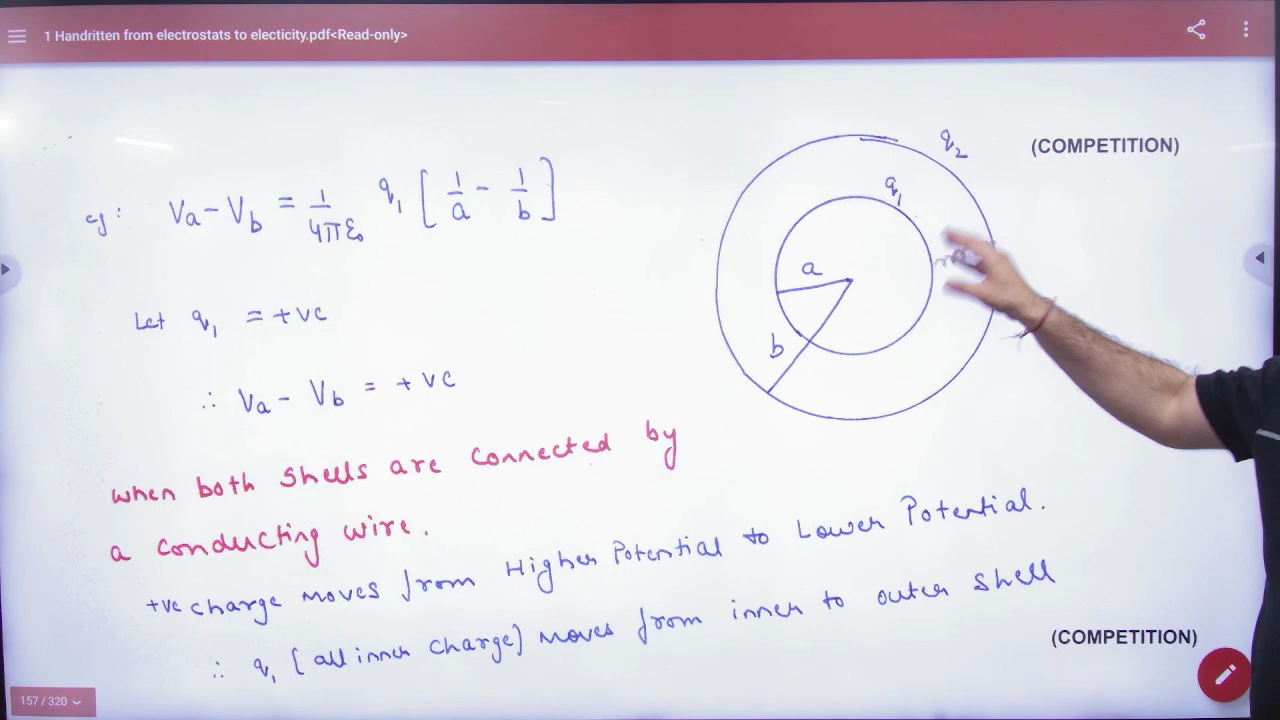 1 Handritten from electrostats to electicity.pdf<Read-only>
(COMPETITION)
eg: Va - Vb = 1/4πε₀ q₁ [1/a - 1/b]
q₂
q₁
a
b
Let q₁ = +ve
∴ Va - Vb = +ve
when both shells are connected by
a conducting wire.
+ve charge moves from Higher Potential to Lower Potential.
∴ q₁ [all inner charge] moves from inner to outer shell
(COMPETITION)
157 / 320